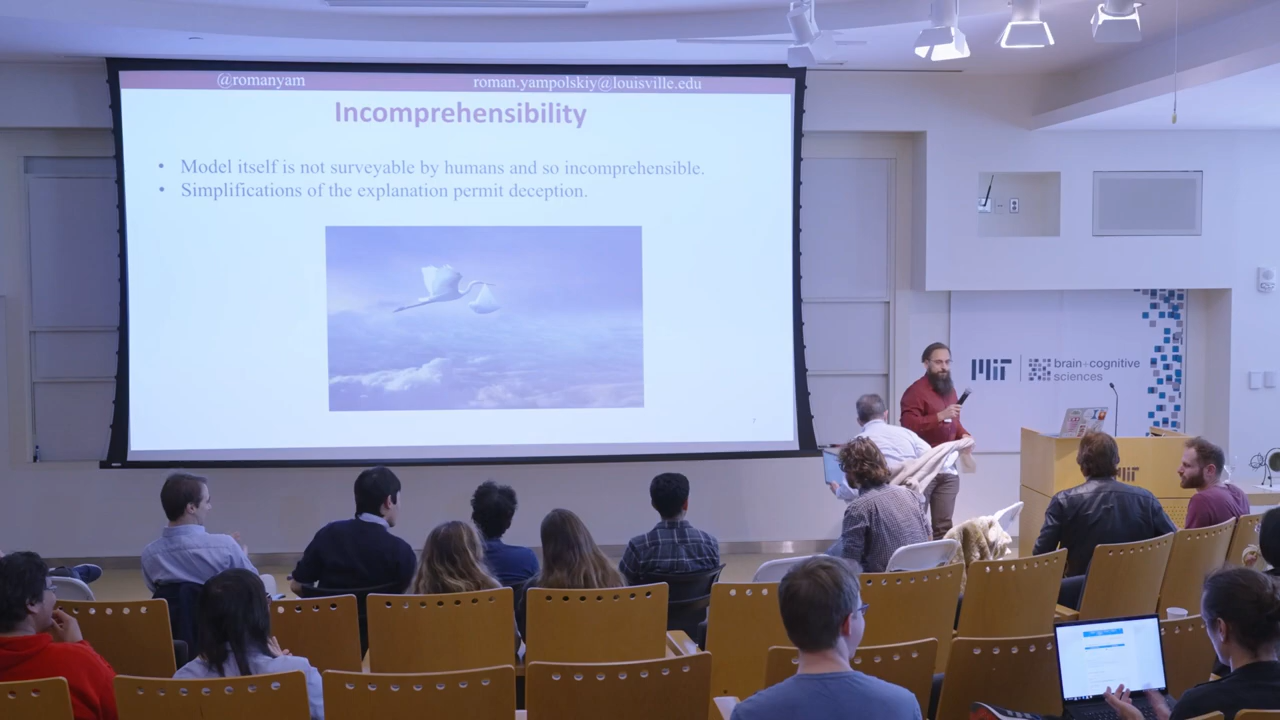 @romanyam roman.yampolskiy@louisville.edu
Incomprehensibility
• Model itself is not surveyable by humans and so incomprehensible.
• Simplifications of the explanation permit deception.
MIT brain+cognitive
sciences
MIT